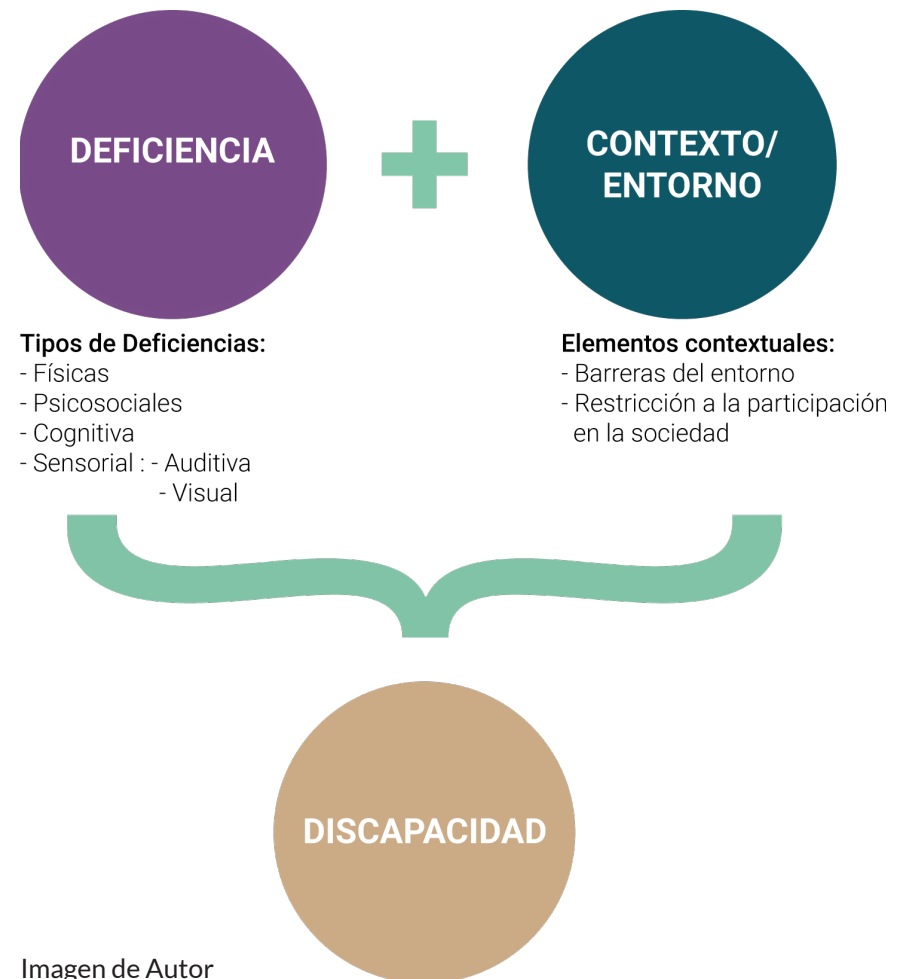 DEFICIENCIA
CONTEXTO/
ENTORNO
Tipos de Deficiencias:
- Físicas
- Psicosociales
- Cognitiva
- Sensorial : - Auditiva
- Visual
Elementos contextuales:
- Barreras del entorno
- Restricción a la participación
en la sociedad
DISCAPACIDAD
Imagen de Autor